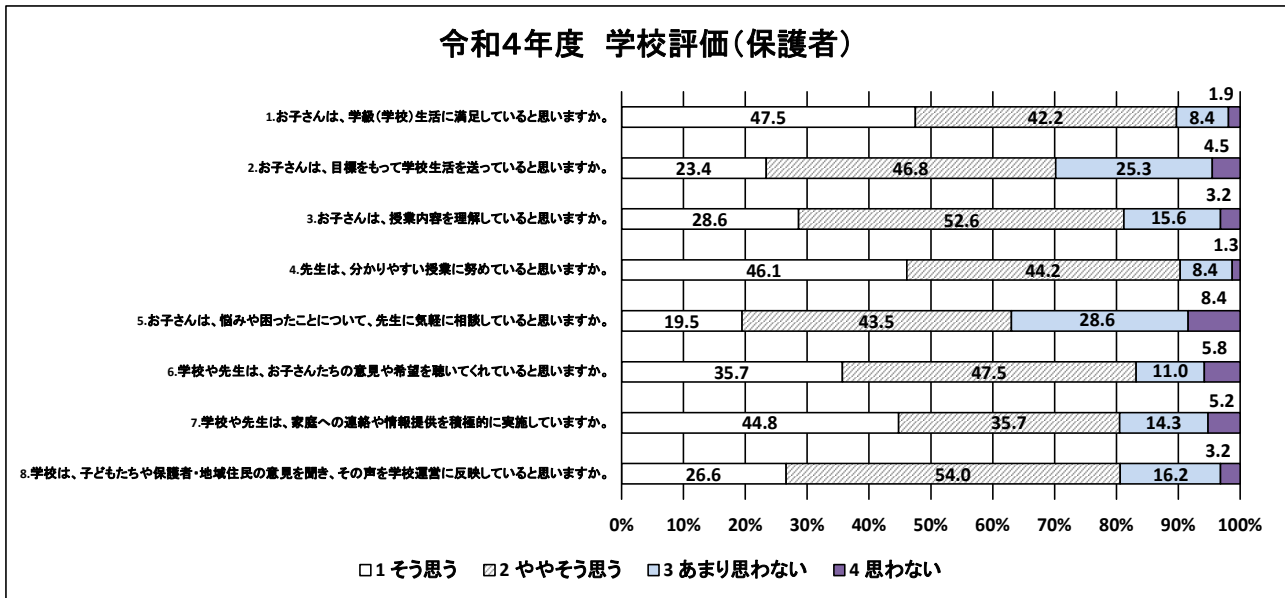 令和4年度 学校評価(保護者)
1.9
1.お子さんは、学級(学校)生活に満足していると思いますか。
47.5 42.2 8.4
4.5
2.お子さんは、目標をもって学校生活を送っていると思いますか。
23.4 46.8 25.3
3.2
3.お子さんは、授業内容を理解していると思いますか。
28.6 52.6 15.6
1.3
4.先生は、分かりやすい授業に努めていると思いますか。
46.1 44.2 8.4
8.4
5.お子さんは、悩みや困ったことについて、先生に気軽に相談していると思いますか。
19.5 43.5 28.6
5.8
6.学校や先生は、お子さんたちの意見や希望を聴いてくれていると思いますか。
35.7 47.5 11.0
5.2
7.学校や先生は、家庭への連絡や情報提供を積極的に実施していますか。
44.8 35.7 14.3
3.2
8.学校は、子どもたちや保護者・地域住民の意見を聞き、その声を学校運営に反映していると思いますか。
26.6 54.0 16.2
0% 10% 20% 30% 40% 50% 60% 70% 80% 90% 100%
1 そう思う 2 ややそう思う 3 あまり思わない 4 思わない